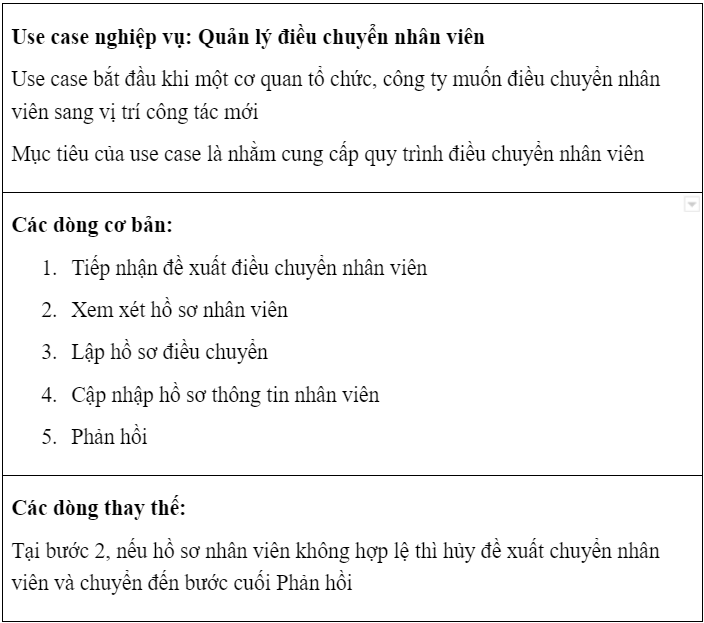 Use case nghiệp vụ: Quản lý điều chuyển nhân viên
Use case bắt đầu khi một cơ quan tổ chức, công ty muốn điều chuyển nhân
viên sang vị trí công tác mới
Mục tiêu của use case là nhằm cung cấp quy trình điều chuyển nhân viên
Các dòng cơ bản:
1. Tiếp nhận đề xuất điều chuyển nhân viên
2. Xem xét hồ sơ nhân viên
3. Lập hồ sơ điều chuyển
4. Cập nhập hồ sơ thông tin nhân viên
5. Phản hồi
Các dòng thay thế:
Tại bước 2, nếu hồ sơ nhân viên không hợp lệ thì hủy đề xuất chuyển nhân
viên và chuyển đến bước cuối Phản hồi